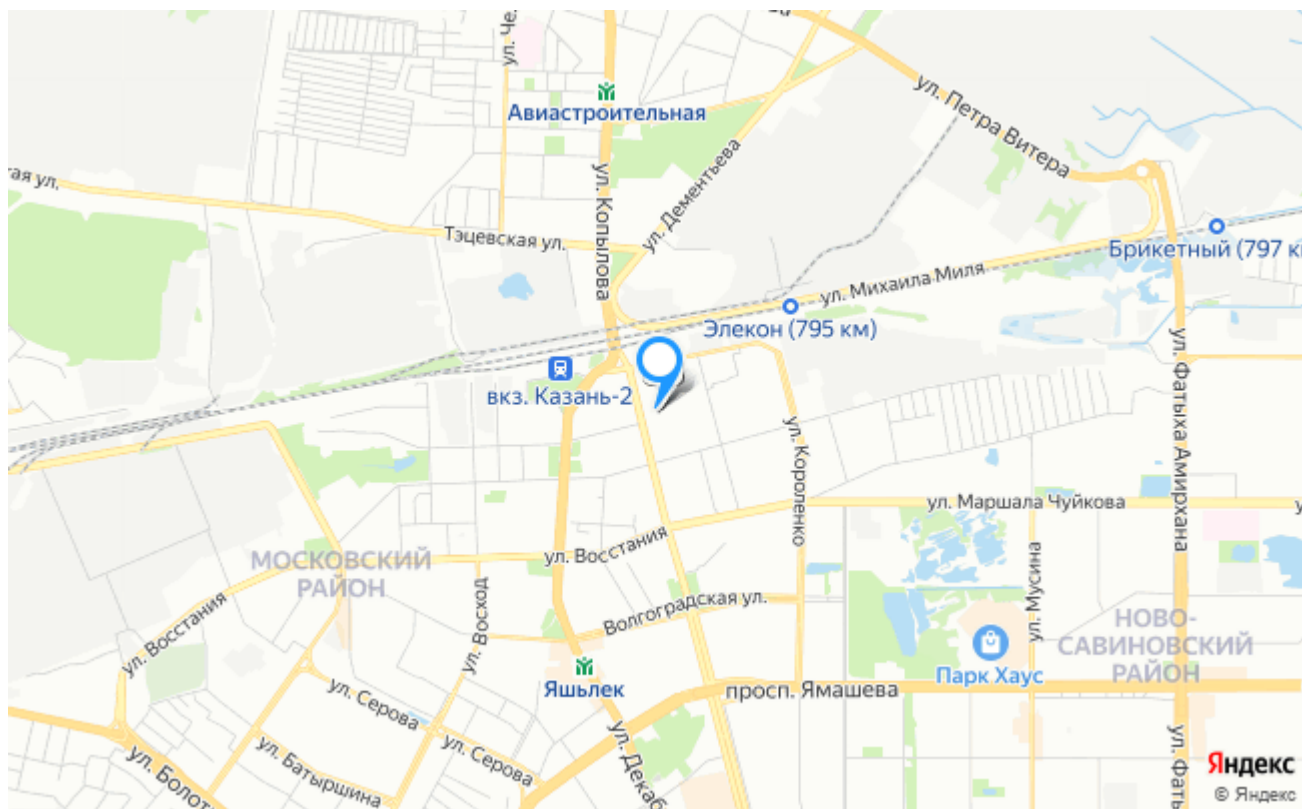 ул. Че
ва
Авиастроительная
ул. Петра Витера
ул. Дементьева
ул. Копылова
ая ул.
Тэцевская ул.
Брикетный (797 к
ул. Михаила Миля
Элекон (795 км)
вкз. Казань-2
ул. Фатыха Амирхана
ул. Короленко
ул. Маршала Чуйкова
ул. Восстания
МОСКОВСКИЙ
РАЙОН
ул. Мусина
ул. Восход
Волгоградская ул.
ул. Восстания
НОВО-
САВИНОВСКИЙ
РАЙОН
Парк Хаус
Яшьлек
просп. Ямашева
ул. Серова
ул. Серова
ул. Батыршина
ул. Болотн
ул. Декаб
ул. Фать
Яндекс
© Яндекс